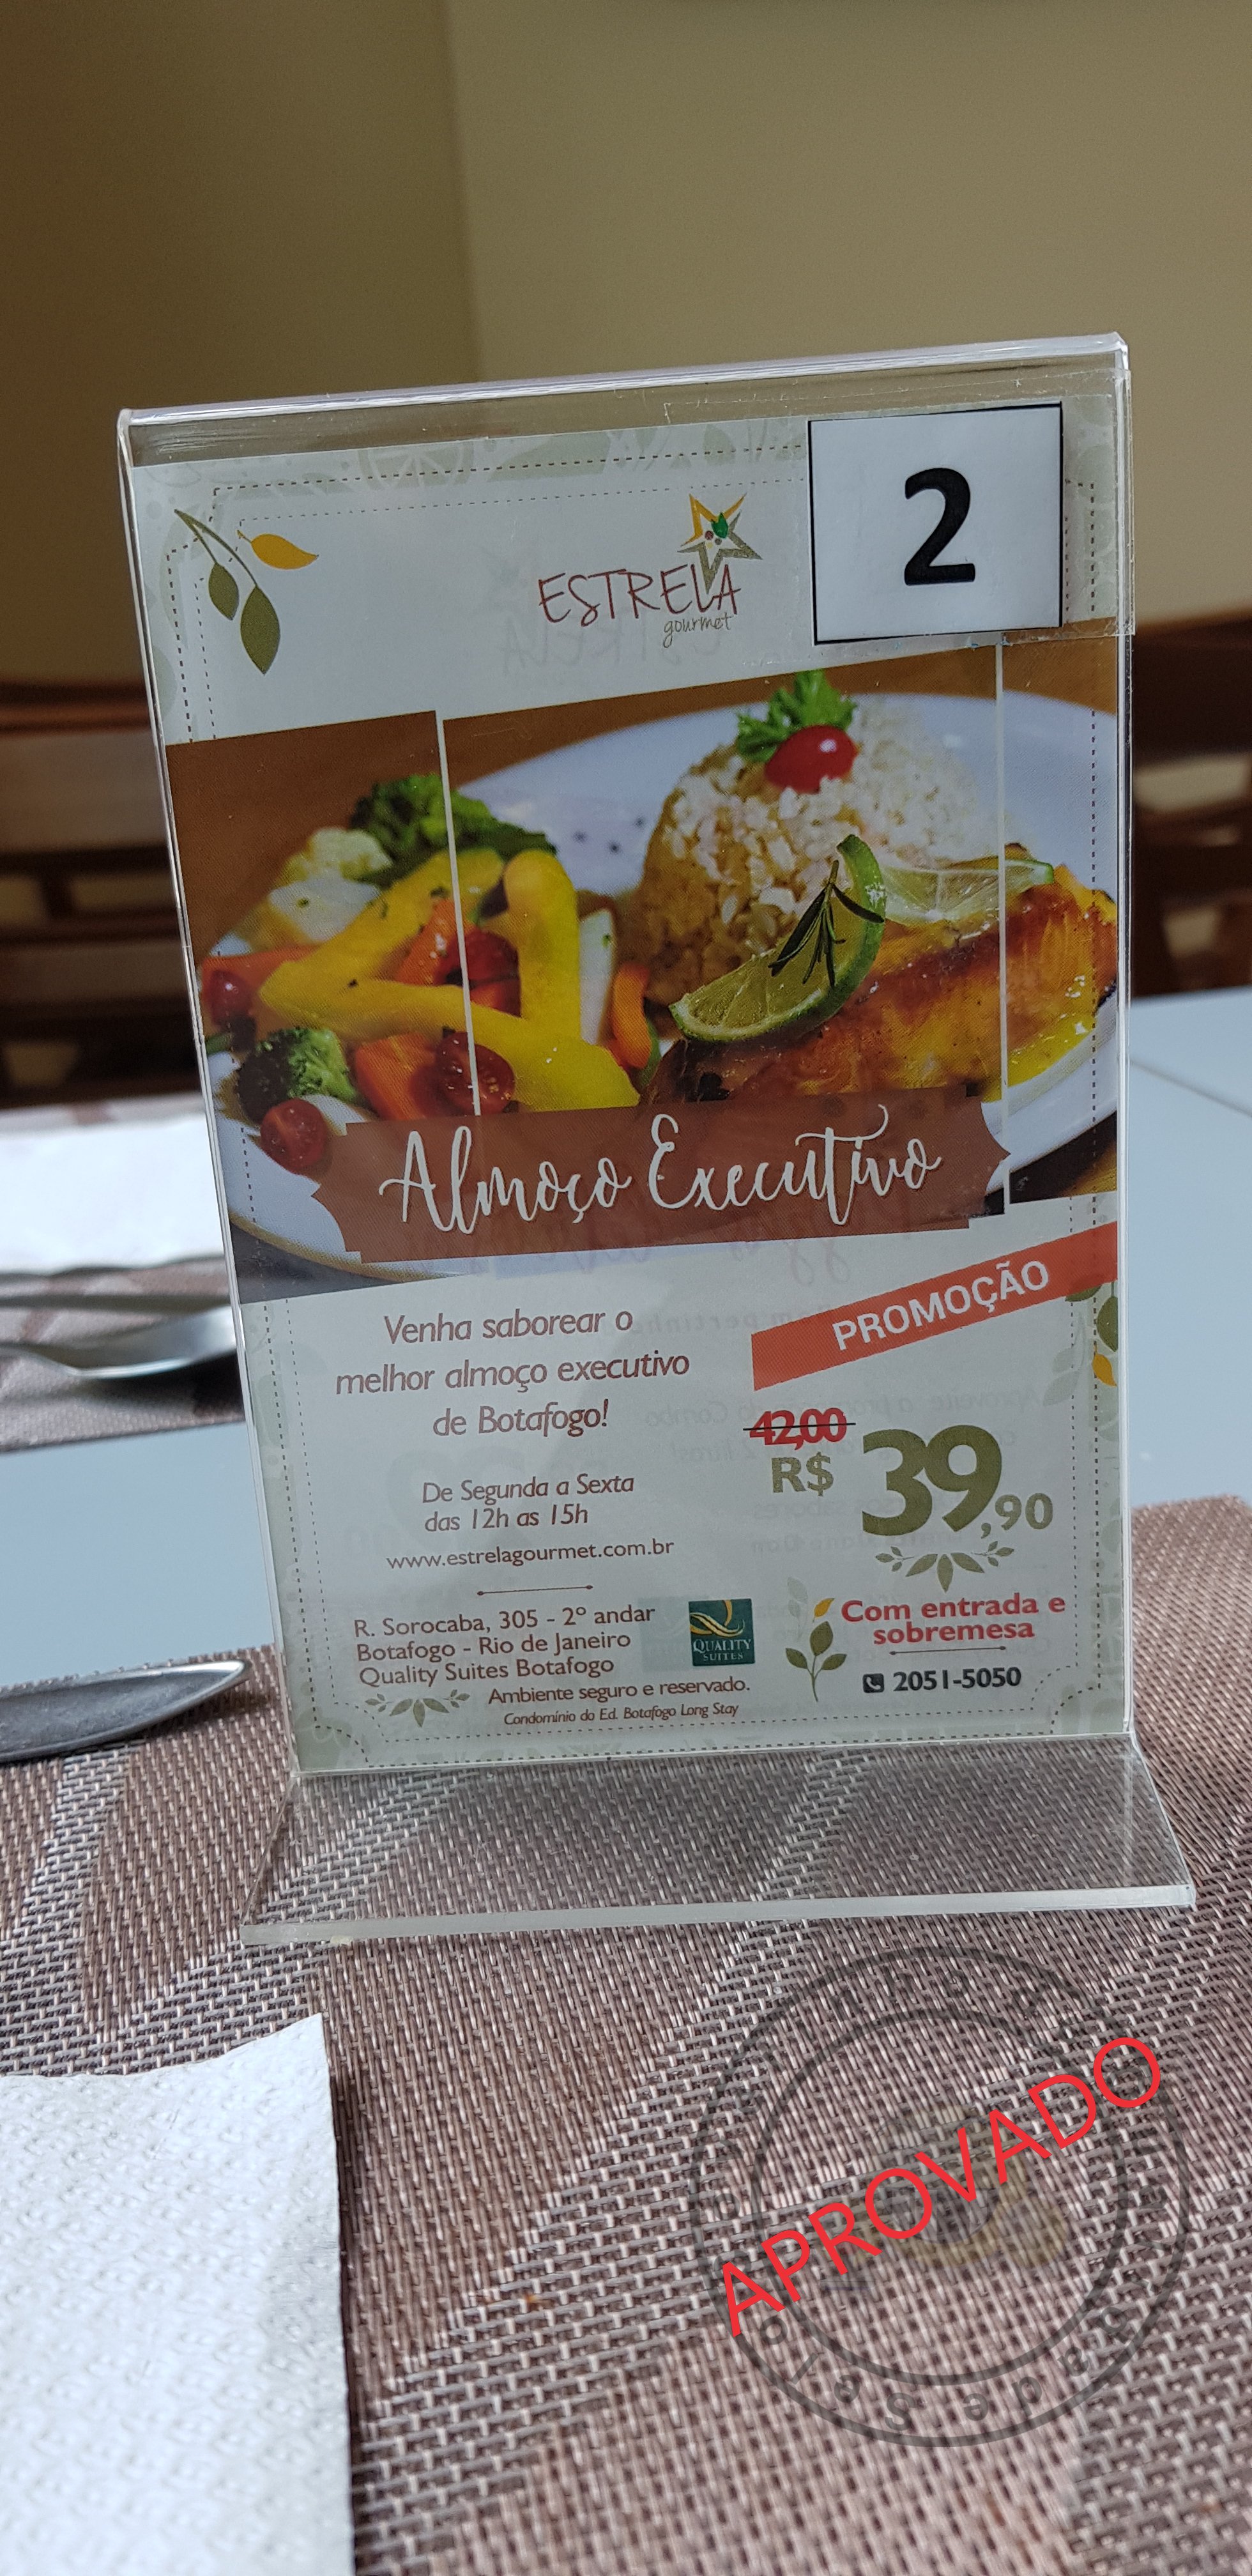 2
ESTRELA
gourmet
Almoço Executivo
Venha saborear o
melhor almoço executivo
de Botafogo!
De Segunda a Sexta
das 12h as 15h
www.estrelagourmet.com.br
R. Sorocaba, 305 - 2º andar
Botafogo - Rio de Janeiro
Quality Suites Botafogo
Ambiente seguro e reservado.
Condomínio do Ed. Botafogo Long Stay
QUALITY
SUITES
PROMOÇÃO
42,00
R$ 39,90
Com entrada e
sobremesa
2051-5050
APROVADO